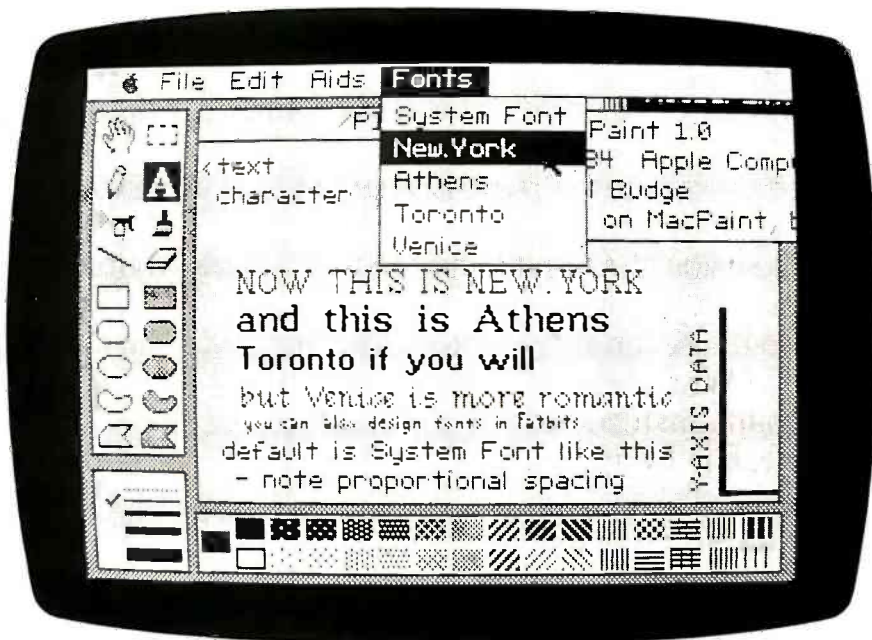 File Edit Aids Fonts
System Font
New.York
Athens
Toronto
Venice
/P
Paint 1.0
84 Apple Comp
Budge
on MacPaint,
<text
character
A
NOW THIS IS NEW.YORK
and this is Athens
Toronto if you will
but Venice is more romantic
you can also design fonts in Fatbits
default is System Font like this
- note proportional spacing
Y-AXIS DATA